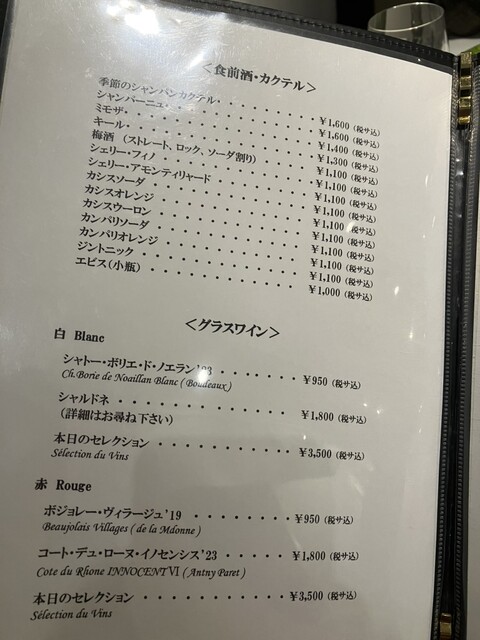 ＜食前酒・カクテル＞
季節のシャンパンカクテル・・・・・・・・・・￥1,600（税サ込）
シャンパーニュ・・・・・・・・・・・・・・￥1,600（税サ込）
ミモザ・・・・・・・・・・・・・・・・・￥1,400（税サ込）
キール・・・・・・・・・・・・・・・・・￥1,300（税サ込）
梅酒（ストレート、ロック、ソーダ割り）・・・・￥1,100（税サ込）
シェリー・フィノ・・・・・・・・・・・・・￥1,100（税サ込）
シェリー・アモンティリャード・・・・・・・・￥1,100（税サ込）
カシスソーダ・・・・・・・・・・・・・・・￥1,100（税サ込）
カシスオレンジ・・・・・・・・・・・・・・￥1,100（税サ込）
カシスウーロン・・・・・・・・・・・・・・￥1,100（税サ込）
カンパリソーダ・・・・・・・・・・・・・・￥1,100（税サ込）
カンパリオレンジ・・・・・・・・・・・・・￥1,100（税サ込）
ジントニック・・・・・・・・・・・・・・・￥1,100（税サ込）
エビス（小瓶）・・・・・・・・・・・・・・￥1,000（税サ込）
＜グラスワイン＞
白 Blanc
シャトー・ボリエ・ド・ノエラン・・・・・・・￥950（税サ込）
Ch.Borie de Noaillan Blanc ( Boudeaux )
シャルドネ・・・・・・・・・・・・・￥1,800（税サ込）
（詳細はお尋ね下さい）
本日のセレクション・・・・・・・・・・・￥3,500（税サ込）
Sélection du Vins
赤 Rouge
ボジョレー・ヴィラージュ’19・・・・・・・・￥950（税サ込）
Beaujolais Villages ( de la Mdonne )
コート・デュ・ローヌ・イノセンシス’23・・・・・￥1,800（税サ込）
Cote du Rhone INNOCENT Ⅵ ( Antny Paret )
本日のセレクション・・・・・・・・・・・￥3,500（税サ込）
Sélection du Vins